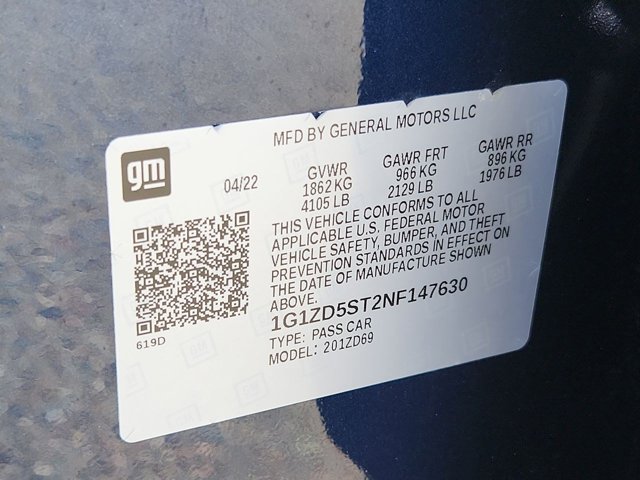 MFD BY GENERAL MOTORS LLC
gm
04/22
GVWR GAWR FRT GAWR RR
1862 KG 966 KG 896 KG
4105 LB 2129 LB 1976 LB
THIS VEHICLE CONFORMS TO ALL
APPLICABLE U.S. FEDERAL MOTOR
VEHICLE SAFETY, BUMPER, AND THEFT
PREVENTION STANDARDS IN EFFECT ON
THE DATE OF MANUFACTURE SHOWN
ABOVE.
1G1ZD5ST2NF147630
TYPE: PASS CAR
MODEL: 201ZD69
619D